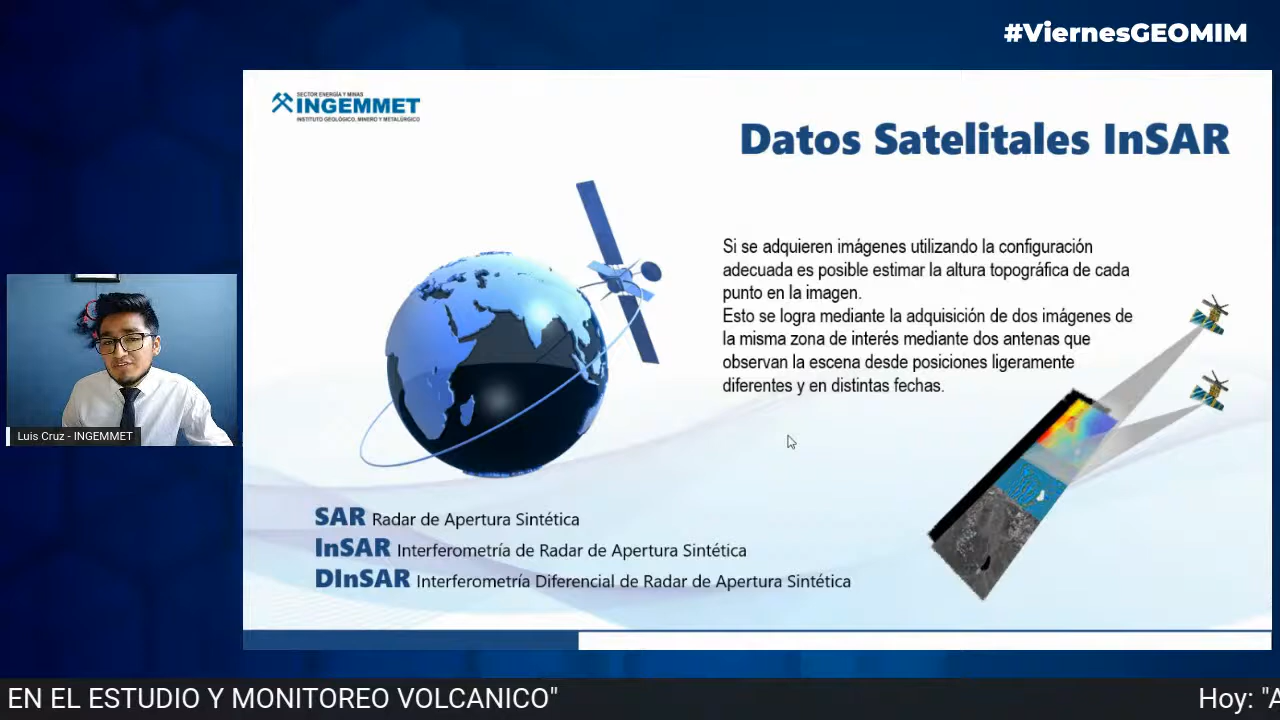 #ViernesGEOMIM
SECTOR ENERGÍA Y MINAS
INGEMMET
INSTITUTO GEOLÓGICO, MINERO Y METALÚRGICO
Datos Satelitales InSAR
Si se adquieren imágenes utilizando la configuración
adecuada es posible estimar la altura topográfica de cada
punto en la imagen.
Esto se logra mediante la adquisición de dos imágenes de
la misma zona de interés mediante dos antenas que
observan la escena desde posiciones ligeramente
diferentes y en distintas fechas.
Luis Cruz - INGEMMET
SAR Radar de Apertura Sintética
InSAR Interferometría de Radar de Apertura Sintética
DInSAR Interferometría Diferencial de Radar de Apertura Sintética
EN EL ESTUDIO Y MONITOREO VOLCANICO" Hoy: "A